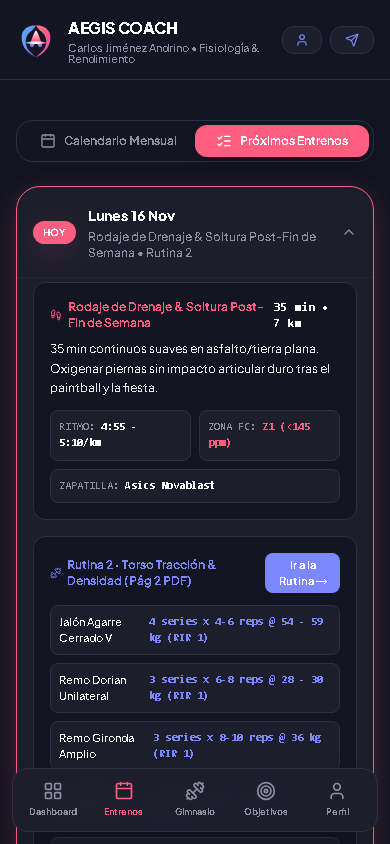 AEGIS COACH
Carlos Jiménez Andrino • Fisiología &
Rendimiento
Calendario Mensual
Próximos Entrenos
HOY
Lunes 16 Nov
Rodaje de Drenaje & Soltura Post-Fin de
Semana • Rutina 2
Rodaje de Drenaje & Soltura Post-
Fin de Semana
35 min •
7 km
35 min continuos suaves en asfalto/tierra plana.
Oxigenar piernas sin impacto articular duro tras el
paintball y la fiesta.
RITMO: 4:55 -
5:10/km
ZONA FC: Z1 (<145
ppm)
ZAPATILLA: Asics Novablast
Rutina 2 · Torso Tracción &
Densidad (Pág 2 PDF)
Ir a la
Rutina →
Jalón Agarre
Cerrado V
4 series x 4-6 reps @ 54 - 59
kg (RIR 1)
Remo Dorian
Unilateral
3 series x 6-8 reps @ 28 - 30
kg (RIR 1)
Remo Gironda
Amplio
3 series x 8-10 reps @ 36 kg
(RIR 1)
Dashboard
Entrenos
Gimnasio
Objetivos
Perfil